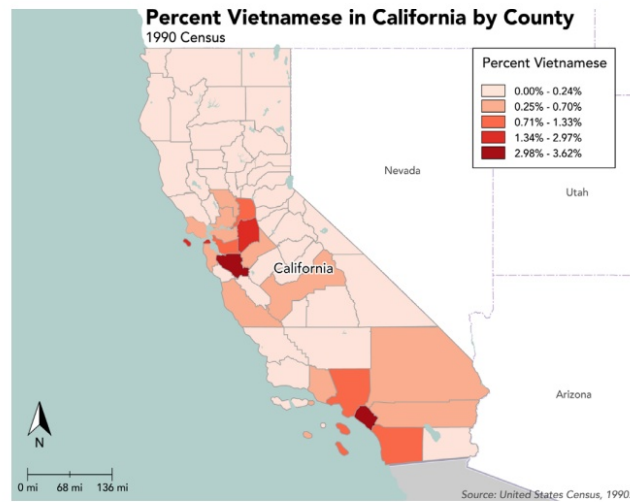 Percent Vietnamese in California by County
1990 Census
Percent Vietnamese
0.00% - 0.24%
0.25% - 0.70%
0.71% - 1.33%
1.34% - 2.97%
2.98% - 3.62%
Nevada
Utah
California
Arizona
N
0 mi 68 mi 136 mi
Source: United States Census, 1990